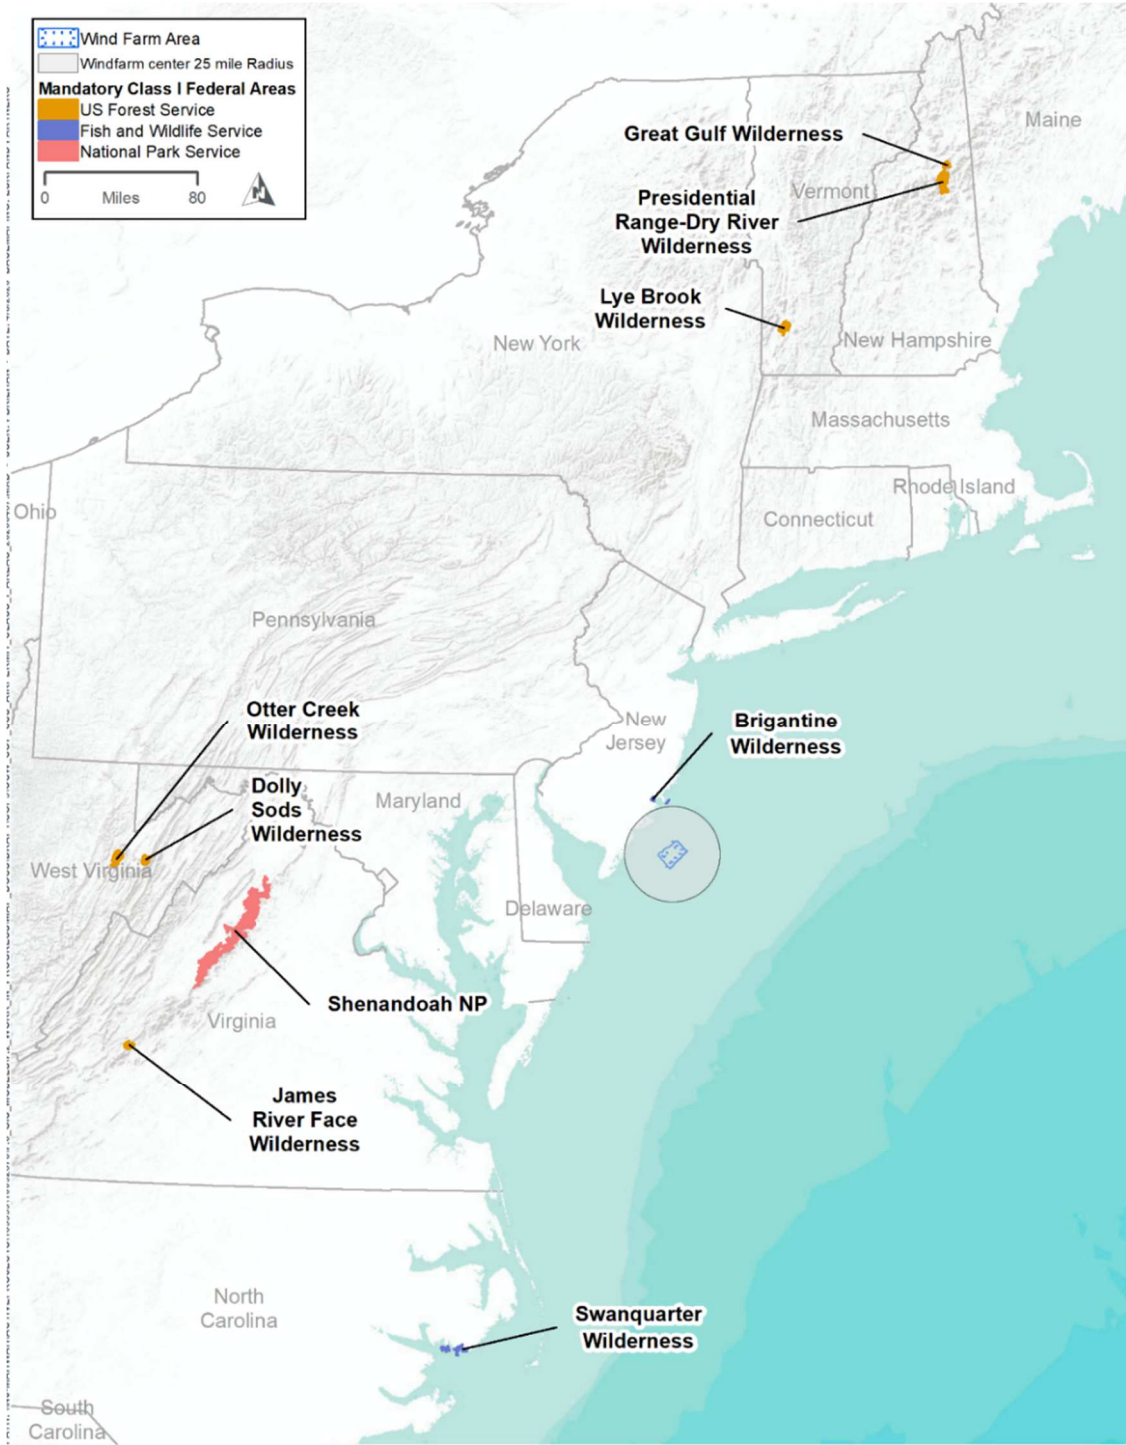 Wind Farm Area
Windfarm center 25 mile Radius
Mandatory Class I Federal Areas
US Forest Service
Fish and Wildlife Service
National Park Service
0 Miles 80
N
Maine
Great Gulf Wilderness
Vermont
Presidential
Range-Dry River
Wilderness
Lye Brook
Wilderness
New York
New Hampshire
Massachusetts
Rhode Island
Ohio
Connecticut
Pennsylvania
Otter Creek
Wilderness
New
Jersey
Brigantine
Wilderness
Dolly
Sods
Wilderness
Maryland
West Virginia
Delaware
Shenandoah NP
Virginia
James
River Face
Wilderness
North
Carolina
Swanquarter
Wilderness
South
Carolina